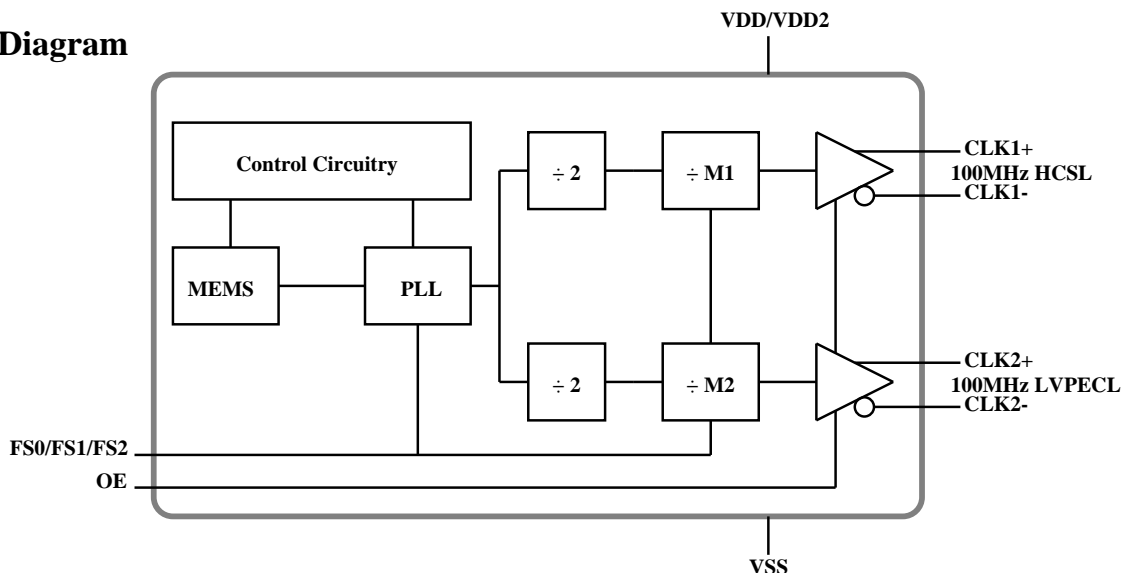 VDD/VDD2
Diagram
Control Circuitry
÷ 2
÷ M1
CLK1+
100MHz HCSL
CLK1-
MEMS
PLL
÷ 2
÷ M2
CLK2+
100MHz LVPECL
CLK2-
FS0/FS1/FS2
OE
VSS